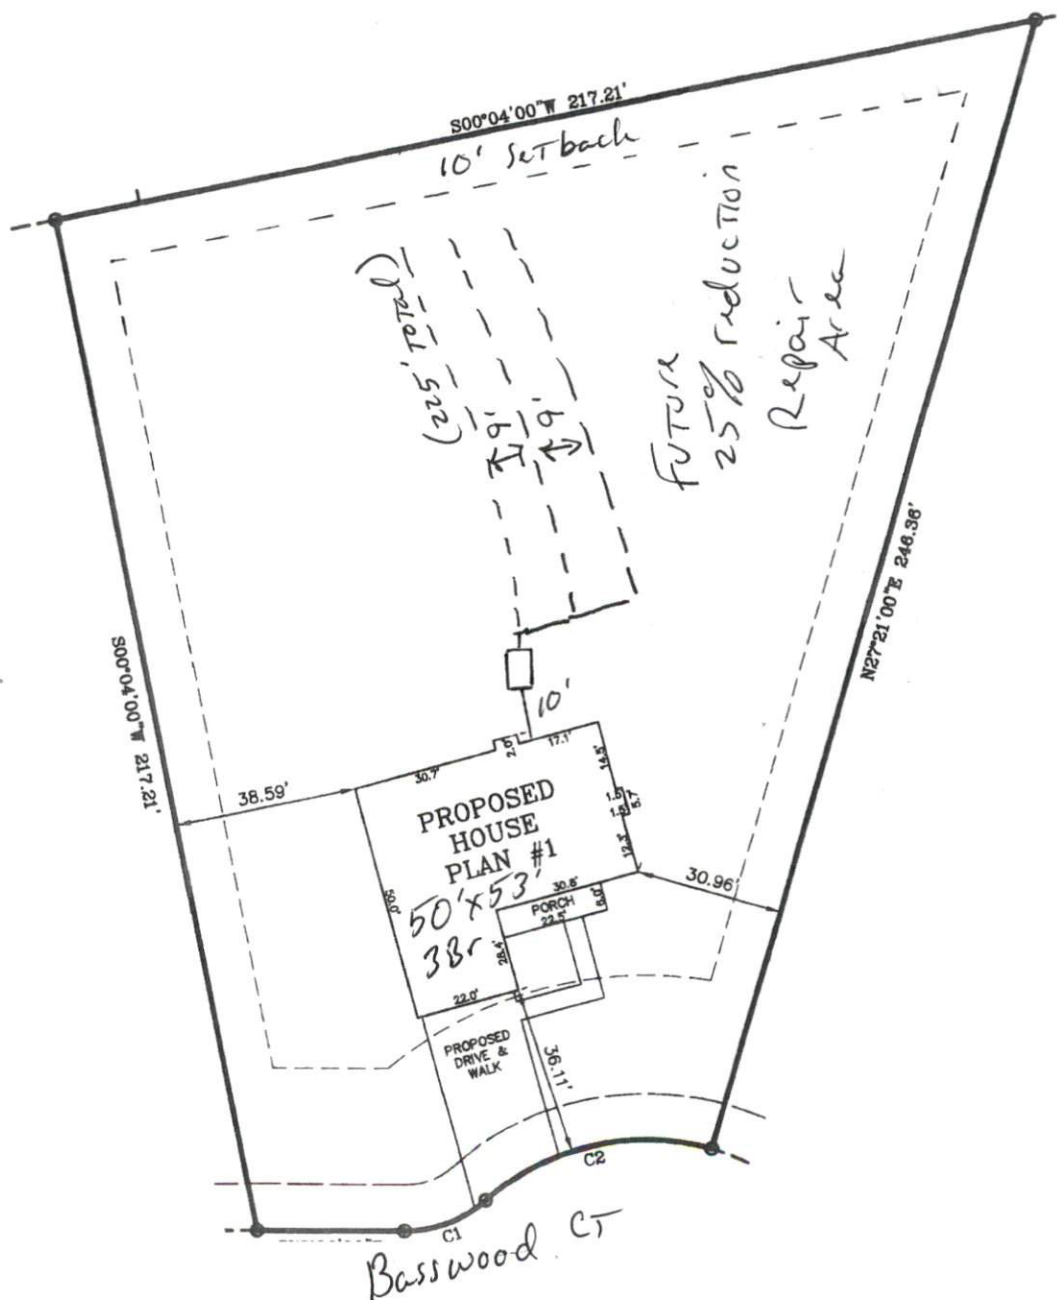 S00°04'00"W 217.21'
10' Setback
(225' Total)
9'
9'
Future
25% reduction
Repair
Area
N27°21'00"E 246.36'
S00°04'00"W 217.21'
10'
38.59'
30.7'
2.0'
17.1'
14.5'
1.5'
5.7'
1.5'
12.3'
PROPOSED
HOUSE
PLAN #1
50'x53'
3Br
50.0'
30.8'
PORCH
22.5'
6.0'
30.96'
28.4'
22.0'
PROPOSED
DRIVE &
WALK
36.11'
C2
C1
Basswood CT